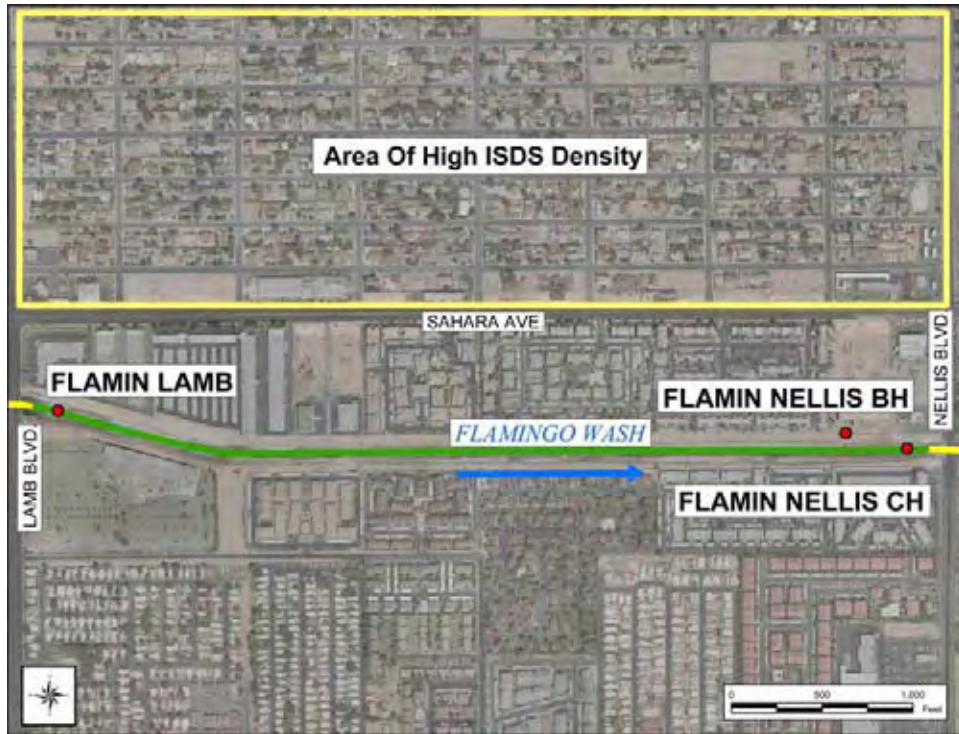 Area Of High ISDS Density
SAHARA AVE
NELLIS BLVD
FLAMIN LAMB
FLAMIN NELLIS BH
FLAMINGO WASH
LAMB BLVD
FLAMIN NELLIS CH
0 500 1,000
Feet